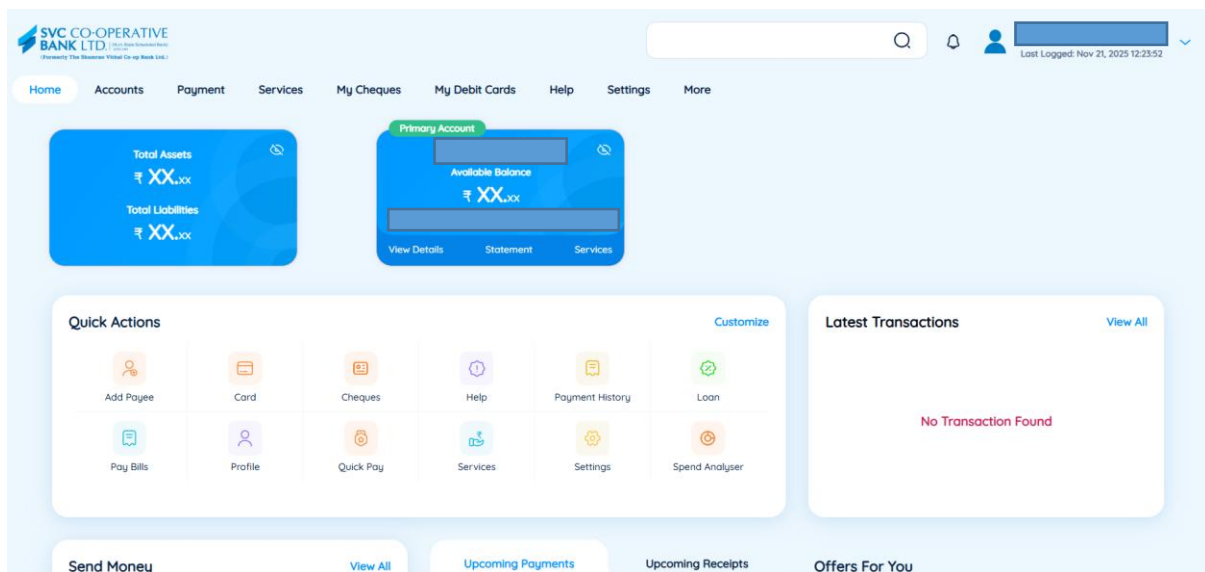 SVC CO-OPERATIVE
BANK LTD.
(Formerly The Shamrao Vithal Co-op Bank Ltd.)
Last Logged: Nov 21, 2025 12:23:52
Home Accounts Payment Services My Cheques My Debit Cards Help Settings More
Total Assets
₹ XX.xx
Total Liabilities
₹ XX.xx
Primary Account
Available Balance
₹ XX.xx
View Details Statement Services
Quick Actions Customize
Add Payee Card Cheques Help Payment History Loan
Pay Bills Profile Quick Pay Services Settings Spend Analyser
Latest Transactions View All
No Transaction Found
Send Money View All
Upcoming Payments Upcoming Receipts
Offers For You